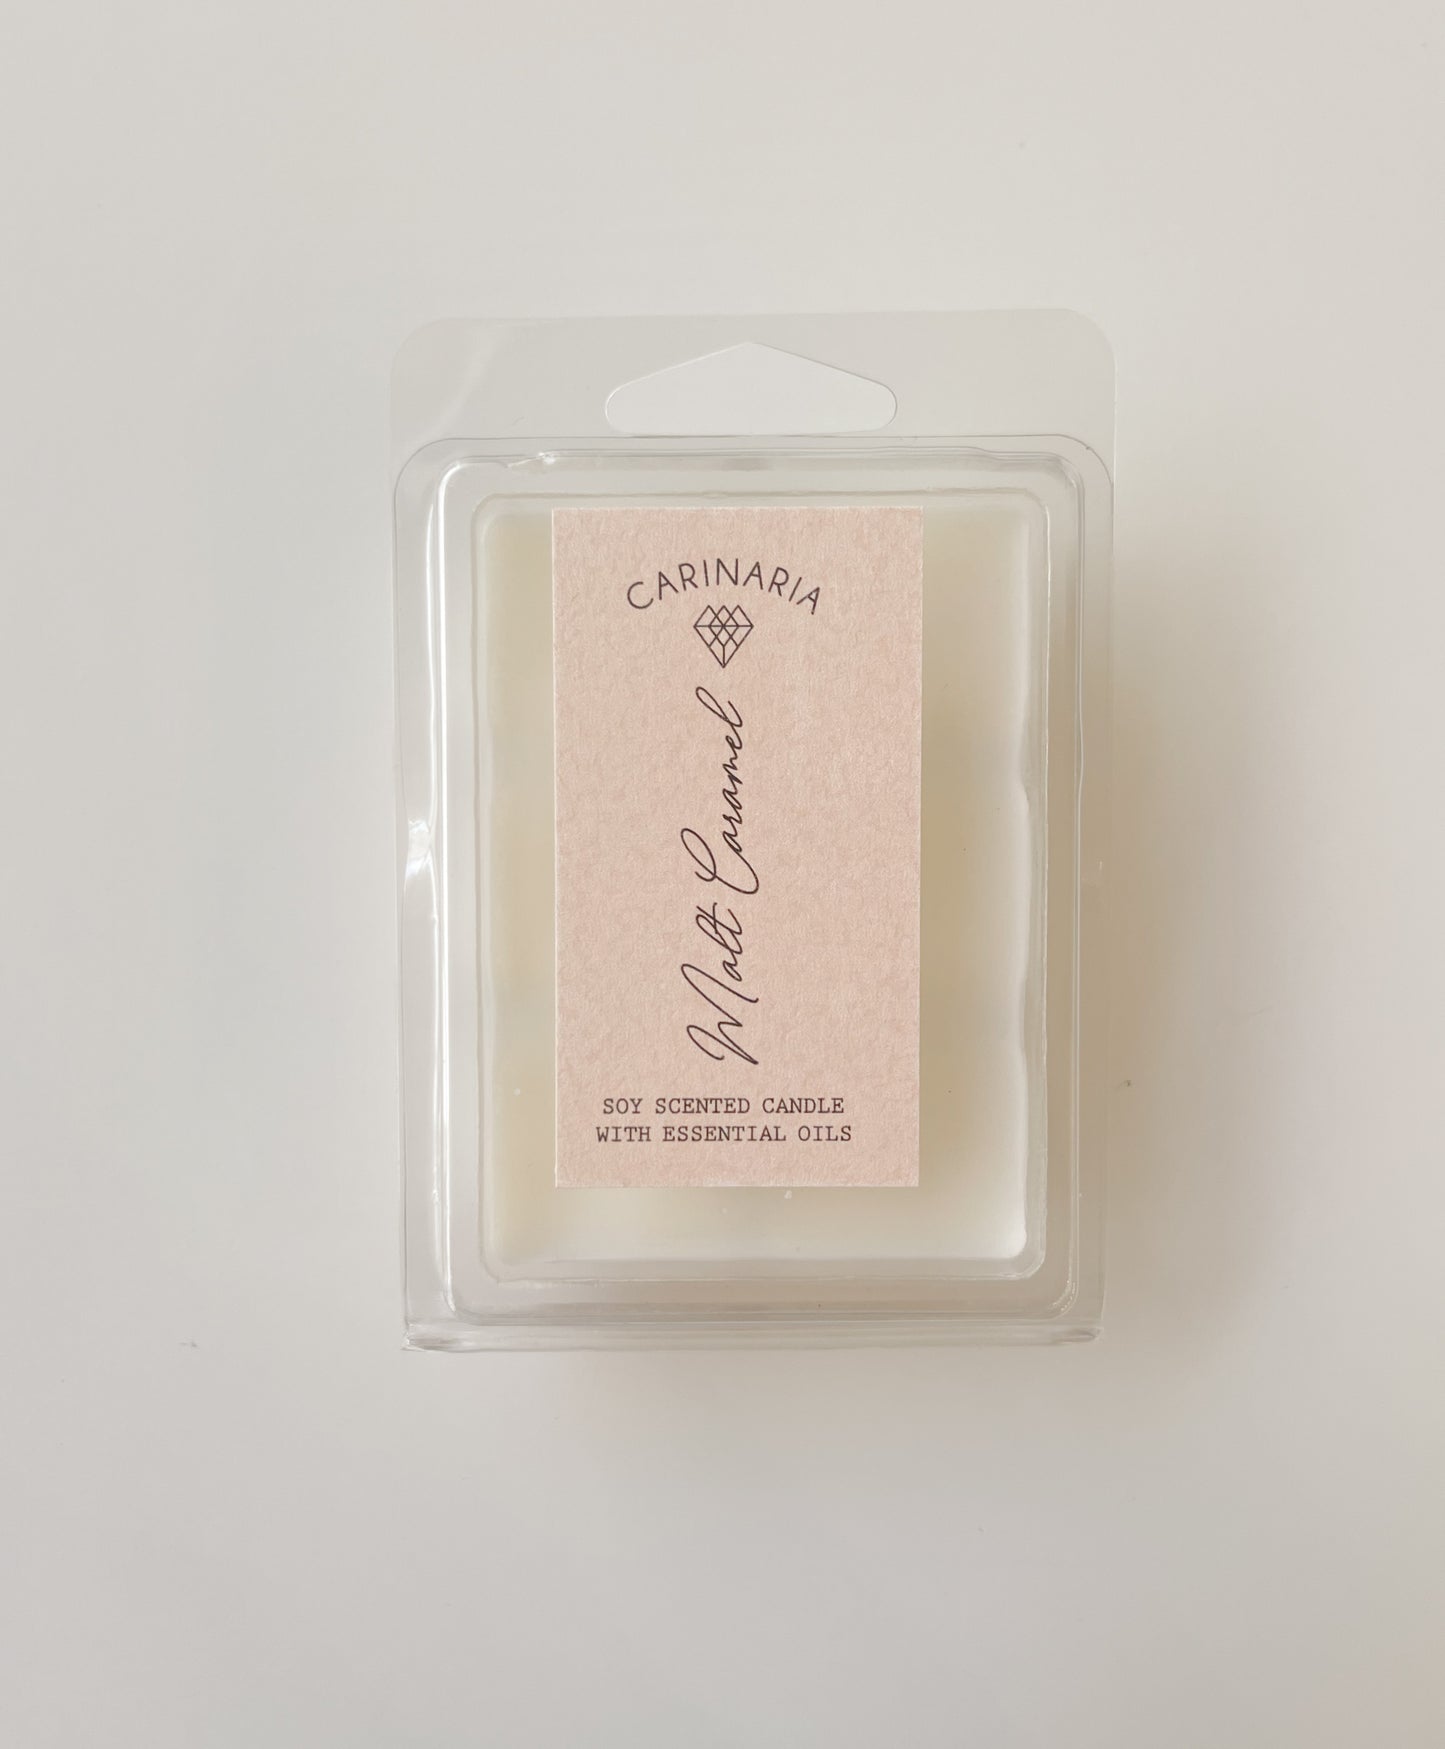 CARINARIA
Malt Caramel
SOY SCENTED CANDLE
WITH ESSENTIAL OILS